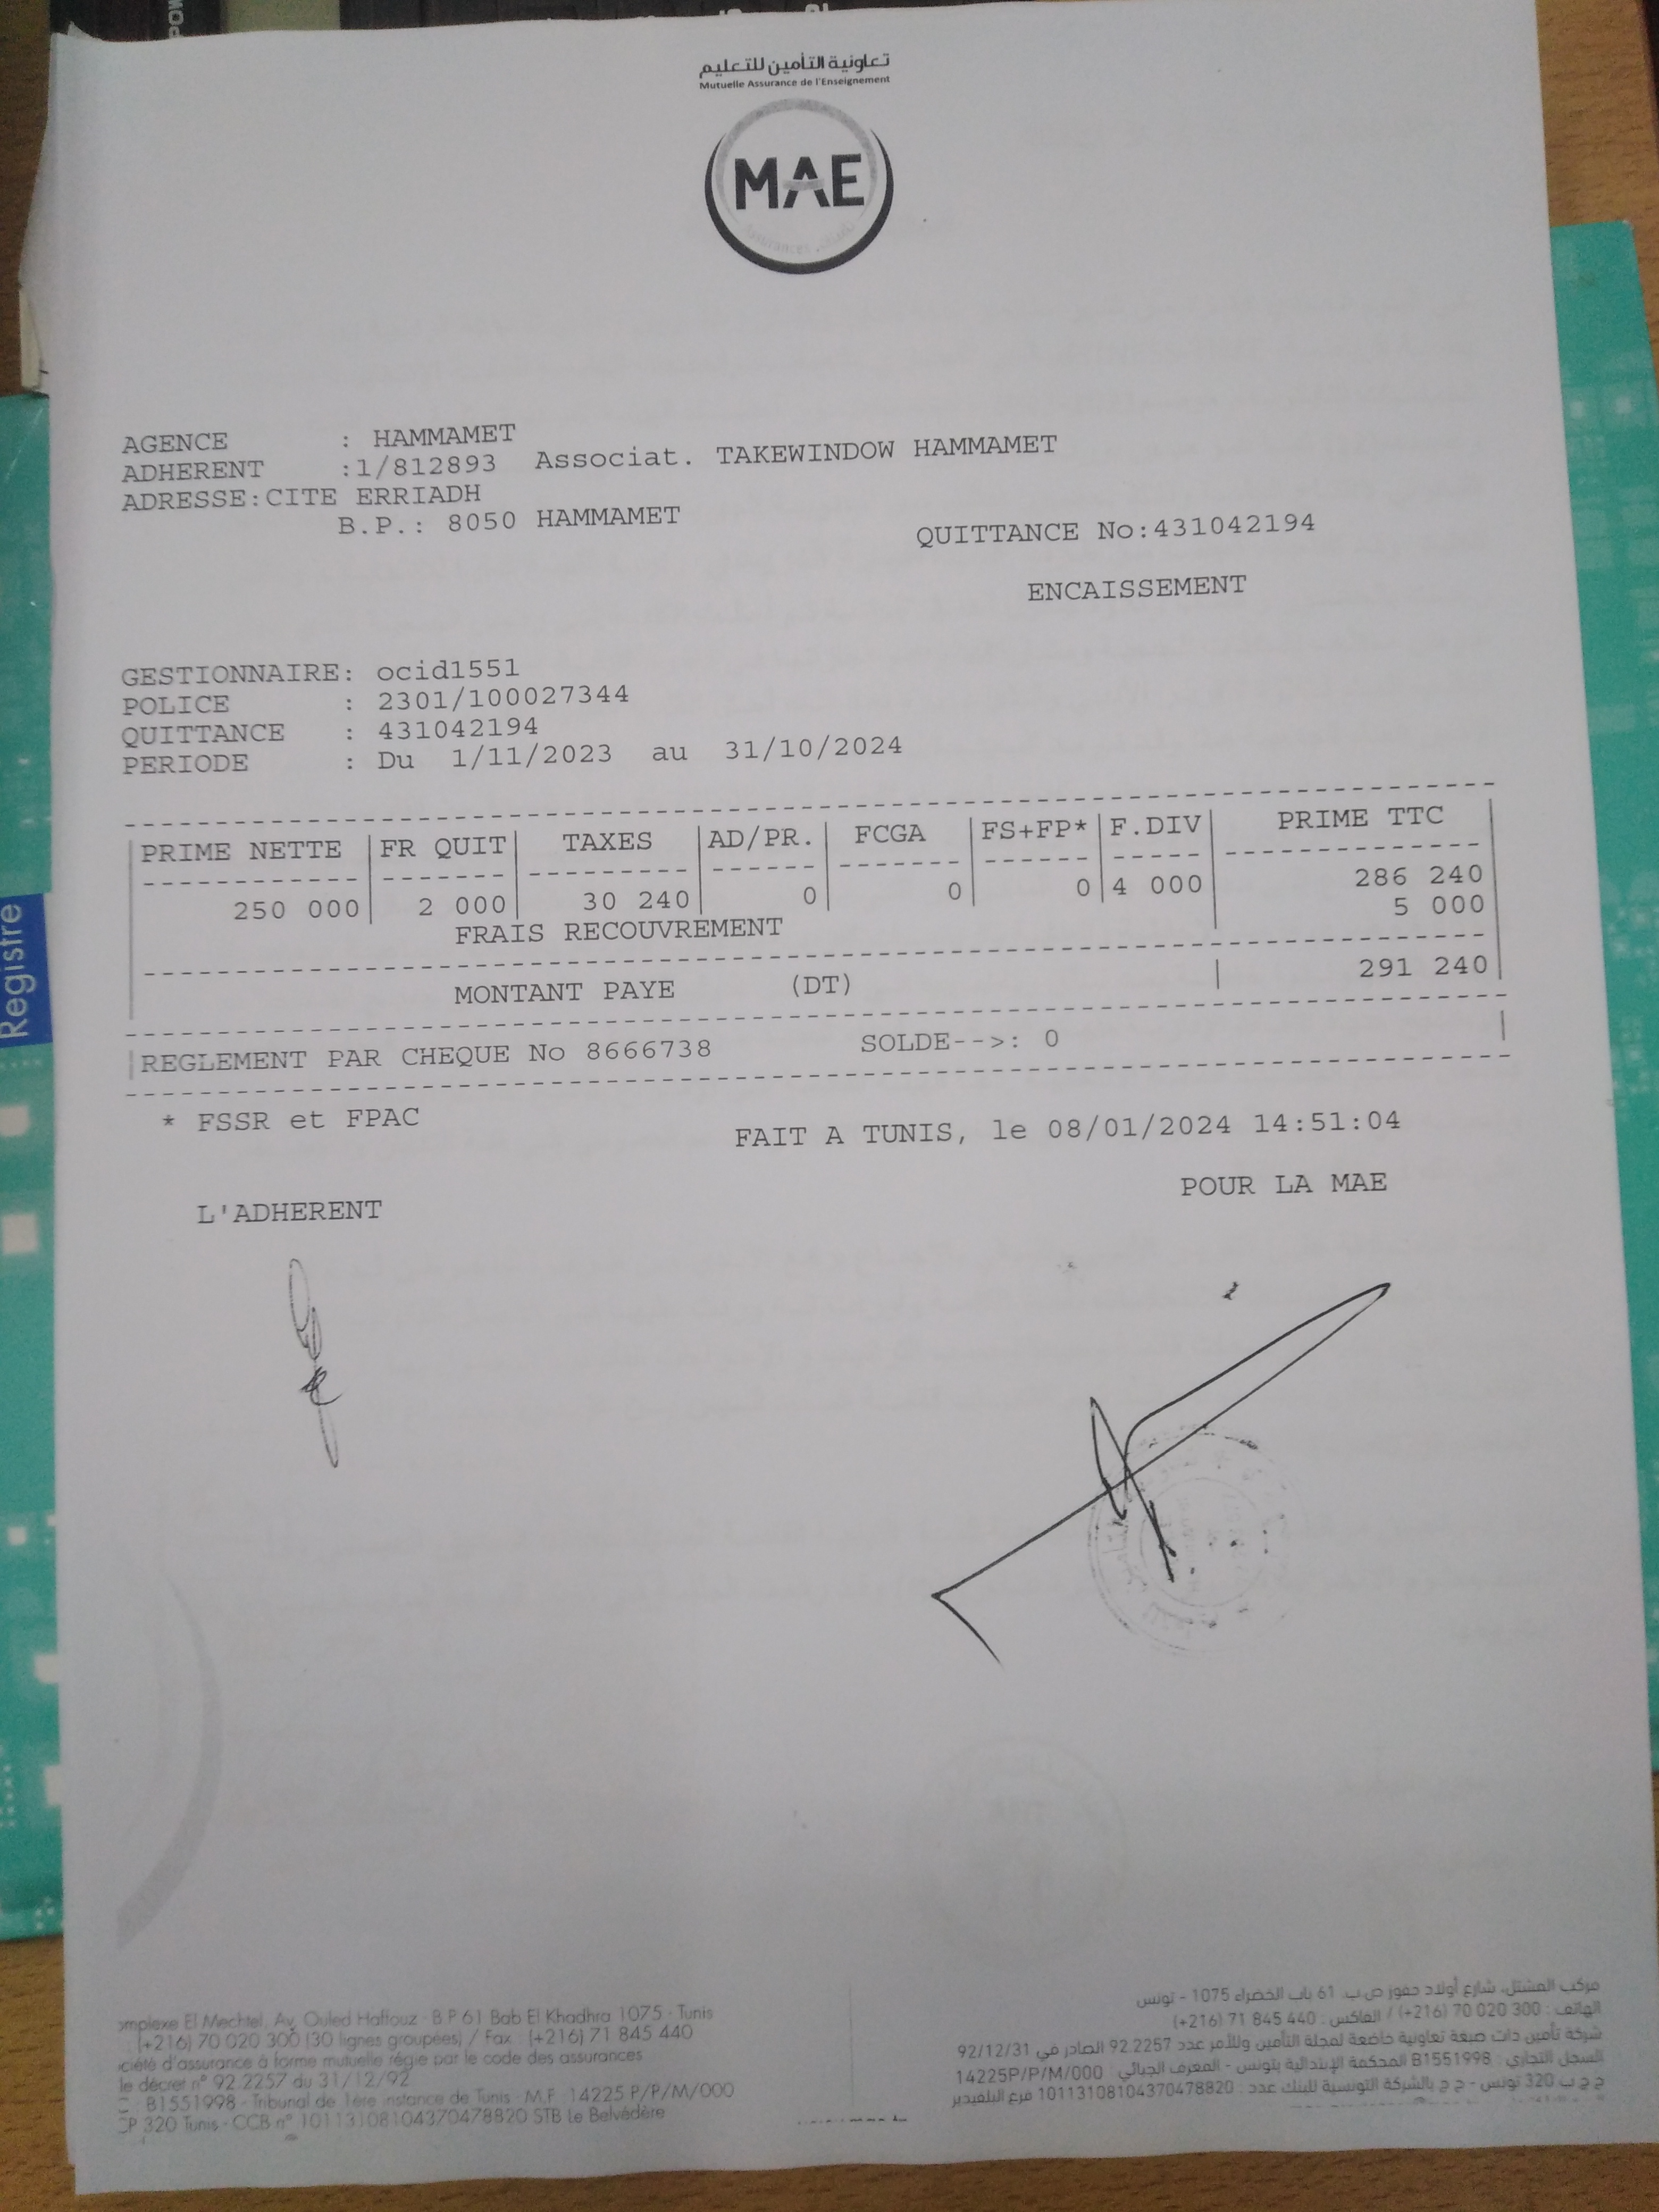 تعاونية التأمين للتعليم
Mutuelle Assurance de l'Enseignement
MAE
AGENCE : HAMMAMET
ADHERENT :1/812893 Associat. TAKEWINDOW HAMMAMET
ADRESSE:CITE ERRIADH
B.P.: 8050 HAMMAMET
QUITTANCE No:431042194
ENCAISSEMENT
GESTIONNAIRE: ocid1551
POLICE : 2301/100027344
QUITTANCE : 431042194
PERIODE : Du 1/11/2023 au 31/10/2024
PRIME NETTE FR QUIT TAXES AD/PR. FCGA FS+FP* F.DIV PRIME TTC
250 000 2 000 30 240 0 0 0 4 000 286 240
FRAIS RECOUVREMENT 5 000
MONTANT PAYE (DT) 291 240
REGLEMENT PAR CHEQUE No 8666738 SOLDE-->: 0
* FSSR et FPAC
FAIT A TUNIS, le 08/01/2024 14:51:04
L'ADHERENT
POUR LA MAE
Registre
POW
omplexe El Mechtel, Av. Ouled Haffouz - B.P 61 Bab El Khadhra 1075 - Tunis
(+216) 70 020 300 (30 lignes groupées) / Fax : (+216) 71 845 440
iciété d'assurance à forme mutuelle régie par le code des assurances
le décret n° 92.2257 du 31/12/92
: B1551998 - Tribunal de 1ère instance de Tunis - M.F : 14225 P/P/M/000
CP 320 Tunis - CCB n° 10113108104370478820 STB Le Belvédère
مركب المشتل، شارع أولاد حفوز ص.ب. 61 باب الخضراء 1075 - تونس
الهاتف : 300 020 70 (216+) / الفاكس : 440 845 71 (216+)
شركة تأمين ذات صبغة تعاونية خاضعة لمجلة التأمين وللأمر عدد 92.2257 الصادر في 92/12/31
السجل التجاري : B1551998 المحكمة الإبتدائية بتونس - المعرف الجبائي : 14225P/P/M/000
ح ج ب 320 تونس - ح ج بالشركة التونسية للبنك عدد : 10113108104370478820 فرع البلفيدير